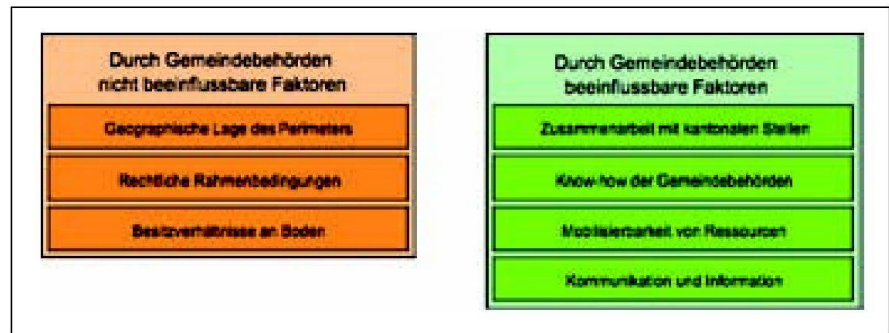 Durch Gemeindebehörden
nicht beeinflussbare Faktoren
Geographische Lage des Perimeters
Rechtliche Rahmenbedingungen
Besitzverhältnisse an Boden
Durch Gemeindebehörden
beeinflussbare Faktoren
Zusammenarbeit mit kantonalen Stellen
Know-how der Gemeindebehörden
Mobilisierbarkeit von Ressourcen
Kommunikation und Information